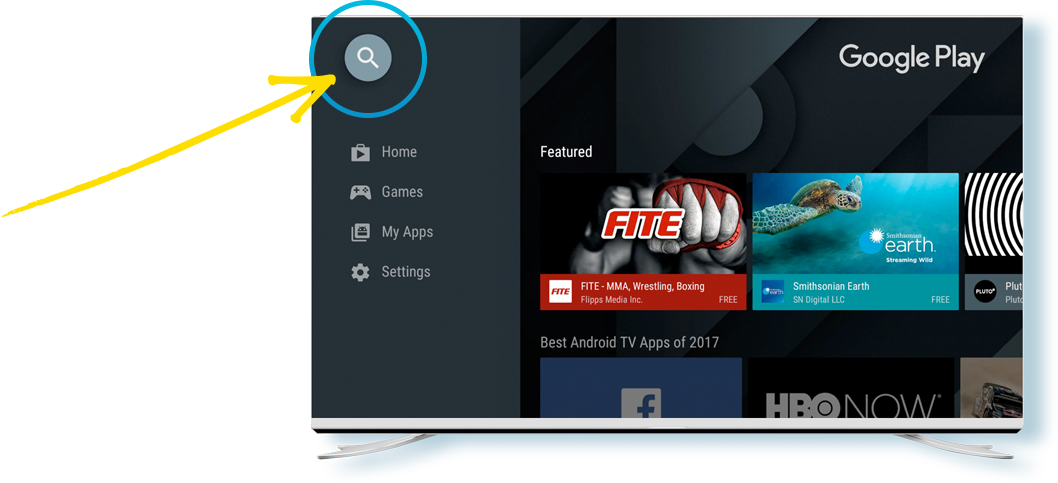 Google Play
Home
Games
My Apps
Settings
Featured
FITE
FITE
FITE - MMA, Wrestling, Boxing
Flipps Media Inc.
FREE
Smithsonian
earth.
Streaming Wild
earth
Smithsonian Earth
SN Digital LLC
FREE
PLUTO
Plut
Pluto
Best Android TV Apps of 2017
HBO NOW